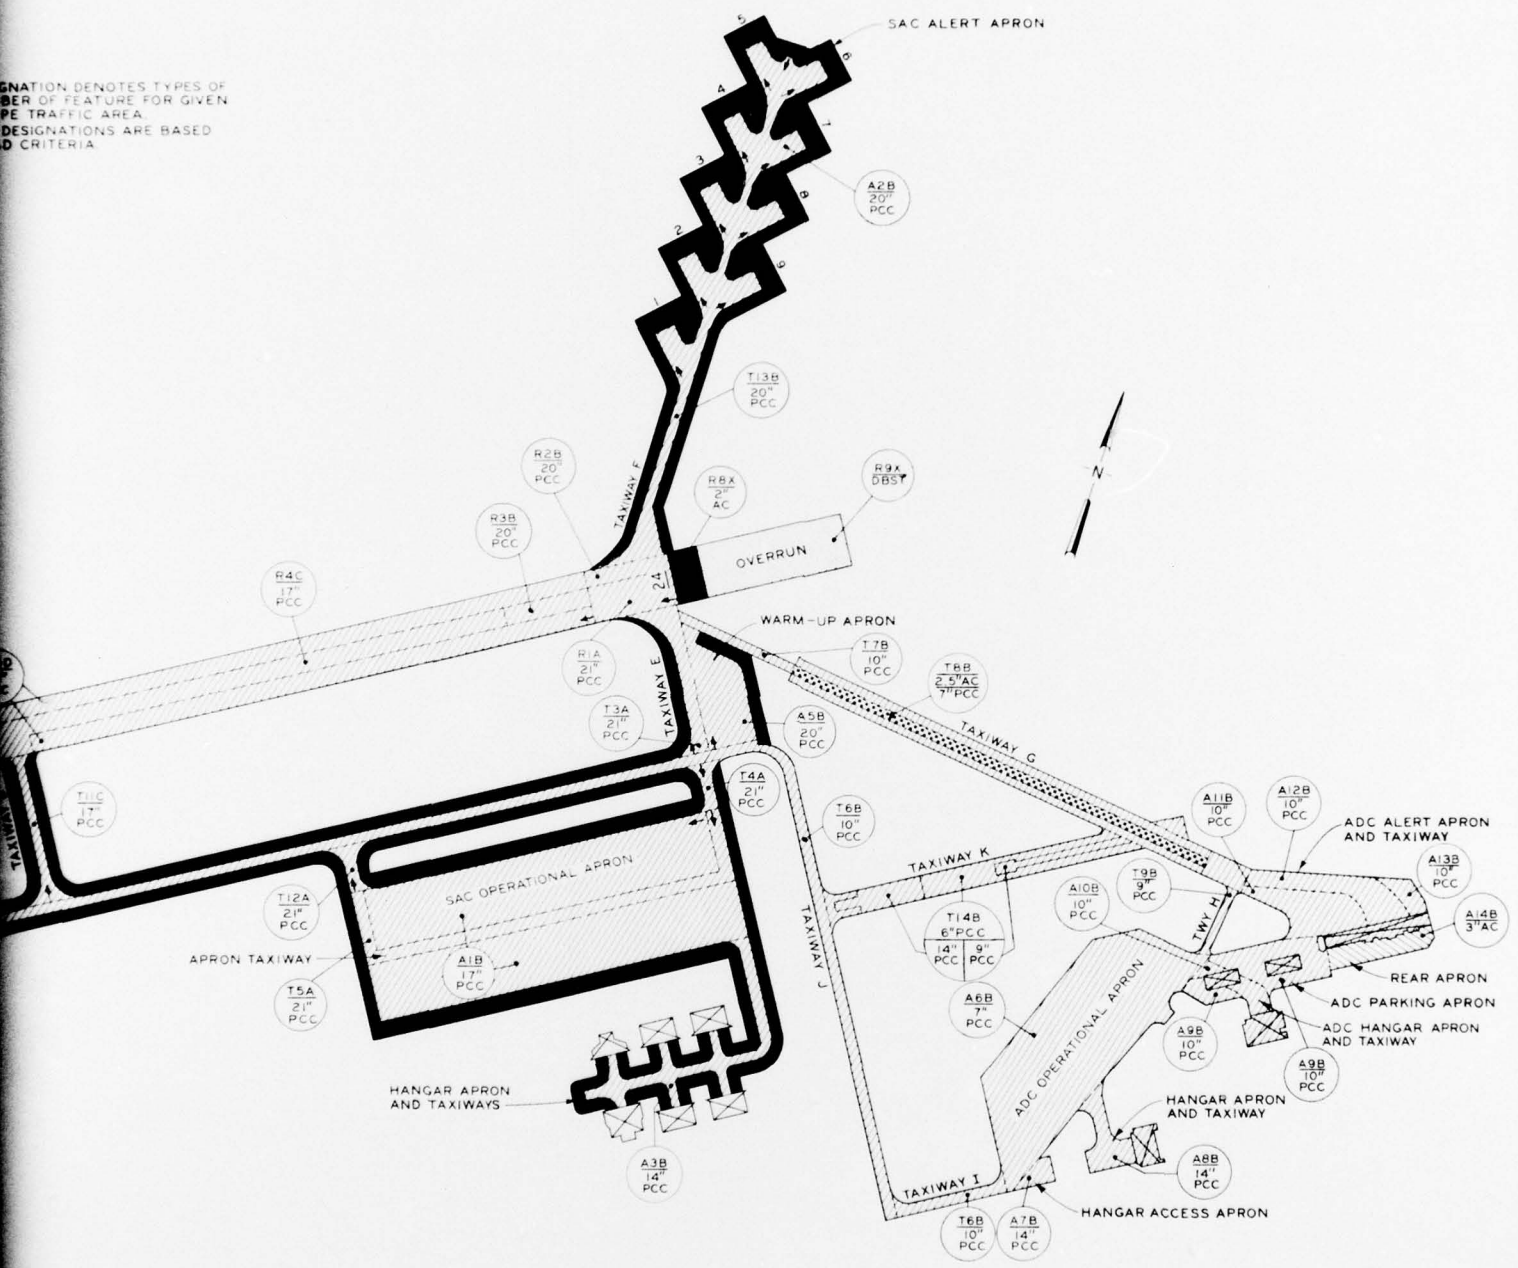 SAC ALERT APRON
GNATION DENOTES TYPES OF
BER OF FEATURE FOR GIVEN
PE TRAFFIC AREA.
DESIGNATIONS ARE BASED
D CRITERIA.
5
6
4
7
3
8
2
9
1
A2B
20"
PCC
T13B
20"
PCC
N
R2B
20"
PCC
TAXIWAY F
R8X
2"
AC
R9X
DBST
R3B
20"
PCC
OVERRUN
24
R4C
17"
PCC
WARM-UP APRON
R1A
21"
PCC
TAXIWAY E
T7B
10"
PCC
T8B
2.5"AC
7"PCC
T3A
21"
PCC
A5B
20"
PCC
TAXIWAY G
T4A
21"
PCC
T11C
17"
PCC
TAXIWAY
T6B
10"
PCC
A11B
10"
PCC
A12B
10"
PCC
ADC ALERT APRON
AND TAXIWAY
TAXIWAY K
A13B
10"
PCC
SAC OPERATIONAL APRON
T12A
21"
PCC
T9B
9"
PCC
A10B
10"
PCC
T14B
6"PCC
14"
PCC
9"
PCC
TWY H
A14B
3"AC
TAXIWAY J
APRON TAXIWAY
A1B
17"
PCC
T5A
21"
PCC
REAR APRON
A6B
7"
PCC
ADC OPERATIONAL APRON
ADC PARKING APRON
A9B
10"
PCC
ADC HANGAR APRON
AND TAXIWAY
A9B
10"
PCC
HANGAR APRON
AND TAXIWAYS
HANGAR APRON
AND TAXIWAY
A3B
14"
PCC
A8B
14"
PCC
TAXIWAY I
T6B
10"
PCC
A7B
14"
PCC
HANGAR ACCESS APRON